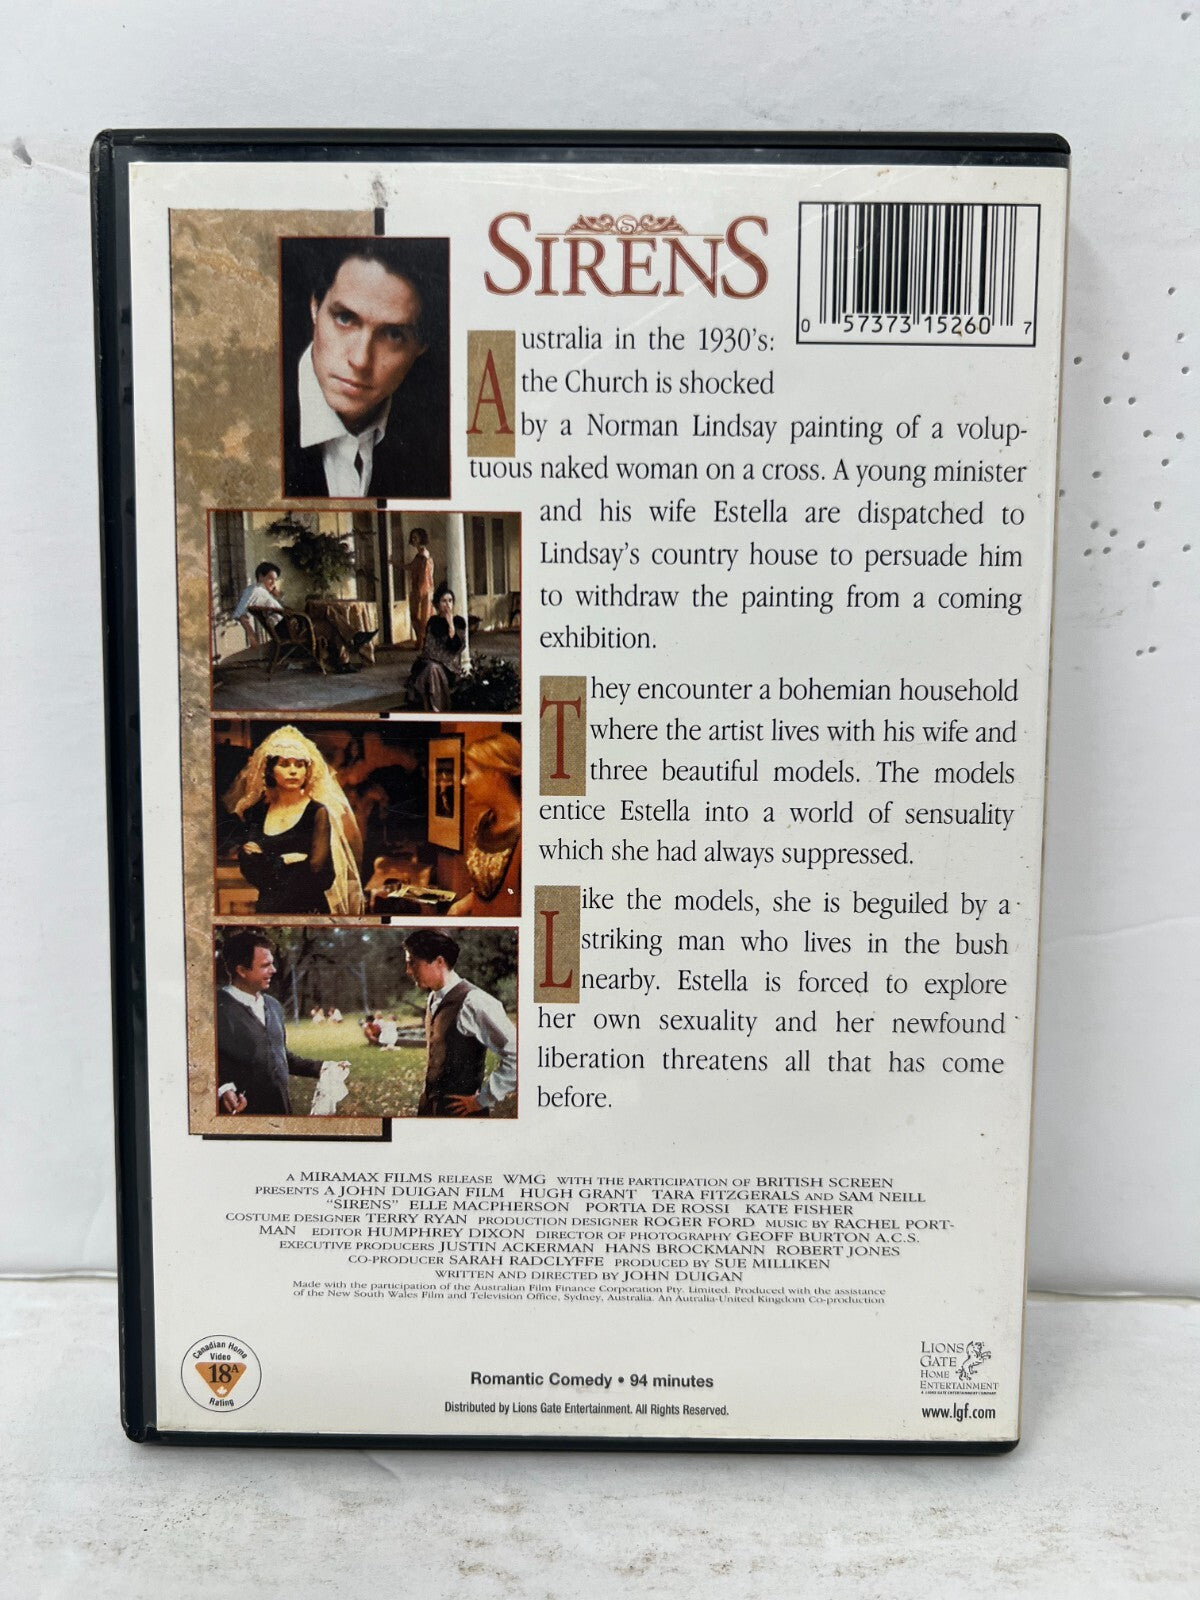 SIRENS
0 57373 15260 7
Australia in the 1930's:
the Church is shocked
by a Norman Lindsay painting of a volup-
tuous naked woman on a cross. A young minister
and his wife Estella are dispatched to
Lindsay's country house to persuade him
to withdraw the painting from a coming
exhibition.
They encounter a bohemian household
where the artist lives with his wife and
three beautiful models. The models
entice Estella into a world of sensuality
which she had always suppressed.
Like the models, she is beguiled by a
striking man who lives in the bush
nearby. Estella is forced to explore
her own sexuality and her newfound
liberation threatens all that has come
before.
A MIRAMAX FILMS RELEASE WMG WITH THE PARTICIPATION OF BRITISH SCREEN
PRESENTS A JOHN DUIGAN FILM HUGH GRANT TARA FITZGERALS AND SAM NEILL
"SIRENS" ELLE MACPHERSON PORTIA DE ROSSI KATE FISHER
COSTUME DESIGNER TERRY RYAN PRODUCTION DESIGNER ROGER FORD MUSIC BY RACHEL PORT-
MAN EDITOR HUMPHREY DIXON DIRECTOR OF PHOTOGRAPHY GEOFF BURTON A.C.S.
EXECUTIVE PRODUCERS JUSTIN ACKERMAN HANS BROCKMANN ROBERT JONES
CO-PRODUCER SARAH RADCLYFFE PRODUCED BY SUE MILLIKEN
WRITTEN AND DIRECTED BY JOHN DUIGAN
Made with the participation of the Australian Film Finance Corporation Pty. Limited. Produced with the assistance
of the New South Wales Film and Television Office, Sydney, Australia. An Autralia-United Kingdom Co-production
Canadian Home
Video
18A
Rating
Romantic Comedy • 94 minutes
Distributed by Lions Gate Entertainment. All Rights Reserved.
LIONS
GATE
HOME
ENTERTAINMENT
A LIONS GATE ENTERTAINMENT COMPANY
www.lgf.com